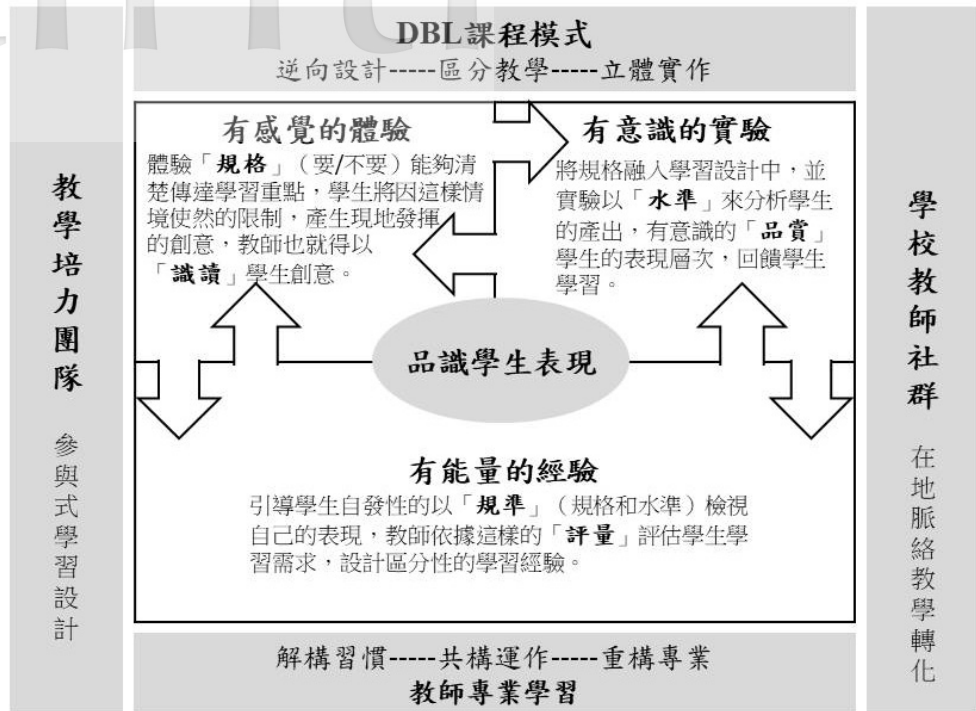 DBL課程模式
逆向設計-----區分教學-----立體實作
教學培力團隊
參與式學習設計
有感覺的體驗
體驗「規格」（要/不要）能夠清
楚傳達學習重點，學生將因這樣情
境使然的限制，產生現地發揮
的創意，教師也就得以
「識讀」學生創意。
有意識的實驗
將規格融入學習設計中，並
實驗以「水準」來分析學生
的產出，有意識的「品賞」
學生的表現層次，回饋學生
學習。
品識學生表現
有能量的經驗
引導學生自發性的以「規準」（規格和水準）檢視
自己的表現，教師依據這樣的「評量」評估學生學
習需求，設計區分性的學習經驗。
學校教師社群
在地脈絡教學轉化
解構習慣-----共構運作-----重構專業
教師專業學習